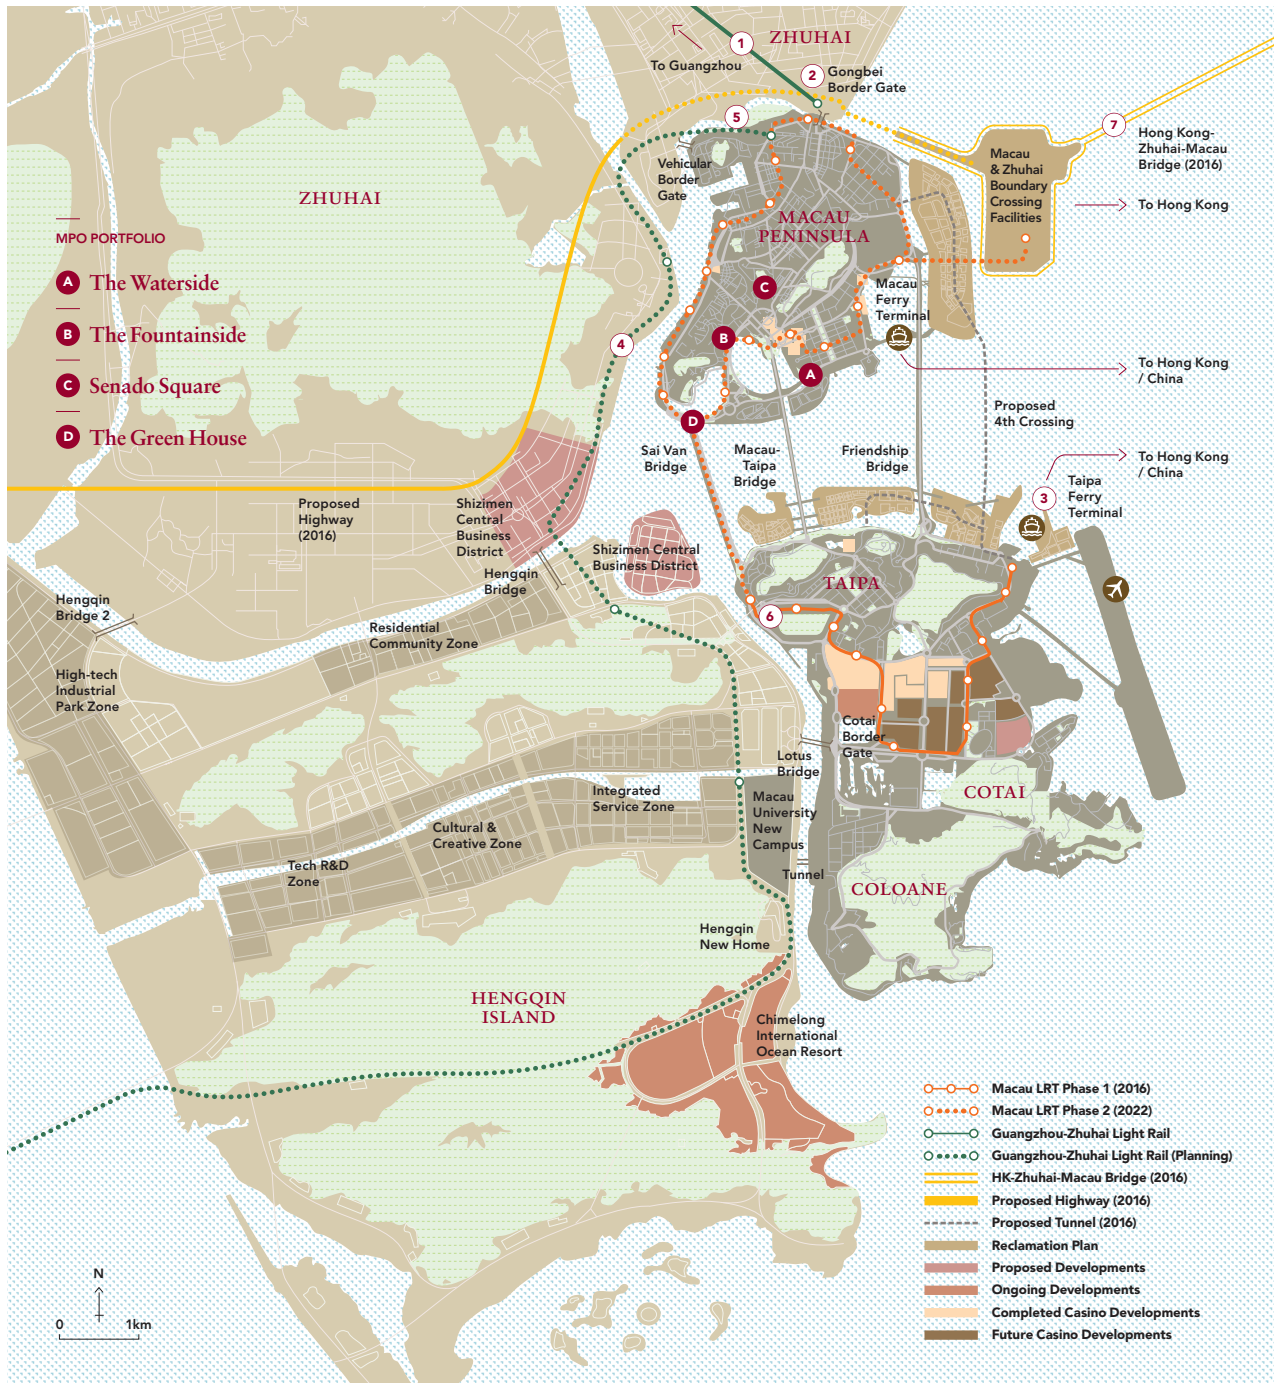 1
ZHUHAI
To Guangzhou
2
Gongbei
Border Gate
5
7
Hong Kong-
Zhuhai-Macau
Bridge (2016)
Vehicular
Border
Gate
Macau
& Zhuhai
Boundary
Crossing
Facilities
To Hong Kong
ZHUHAI
MACAU
PENINSULA
MPO PORTFOLIO
A The Waterside
B The Fountainside
C Senado Square
D The Green House
C
Macau
Ferry
Terminal
4
B
A
To Hong Kong
/ China
D
Proposed
4th Crossing
Sai Van
Bridge
Macau-
Taipa
Bridge
Friendship
Bridge
To Hong Kong
/ China
3
Taipa
Ferry
Terminal
Proposed
Highway
(2016)
Shizimen
Central
Business
District
Shizimen Central
Business District
Hengqin
Bridge
TAIPA
Hengqin
Bridge 2
6
Residential
Community Zone
High-tech
Industrial
Park Zone
Cotai
Border
Gate
Lotus
Bridge
COTAI
Integrated
Service Zone
Macau
University
New
Campus
Cultural &
Creative Zone
Tech R&D
Zone
Tunnel
COLOANE
Hengqin
New Home
HENGQIN
ISLAND
Chimelong
International
Ocean Resort
Macau LRT Phase 1 (2016)
Macau LRT Phase 2 (2022)
Guangzhou-Zhuhai Light Rail
Guangzhou-Zhuhai Light Rail (Planning)
HK-Zhuhai-Macau Bridge (2016)
Proposed Highway (2016)
Proposed Tunnel (2016)
Reclamation Plan
Proposed Developments
Ongoing Developments
Completed Casino Developments
Future Casino Developments
N
0 1km